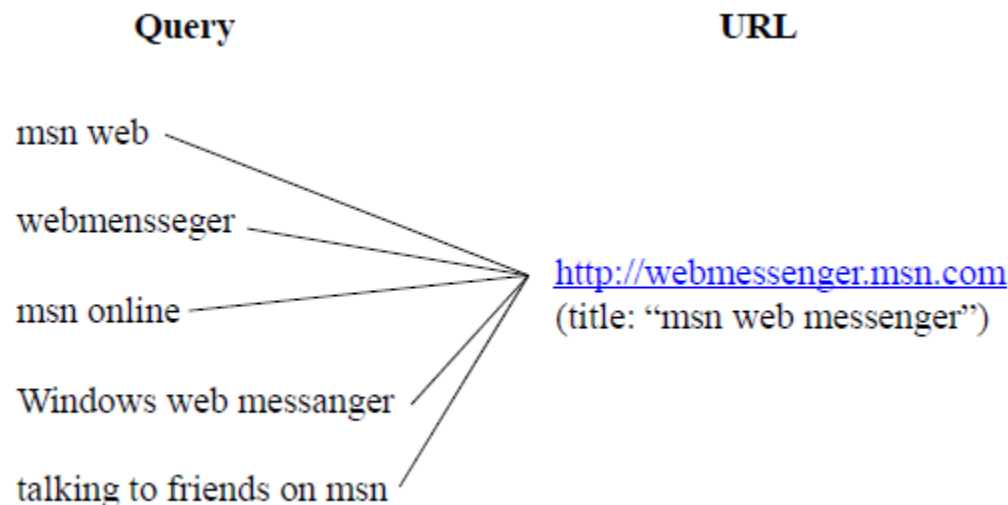 Query URL
msn web
webmensseger
http://webmessenger.msn.com
msn online
(title: “msn web messenger”)
Windows web messanger
talking to friends on msn